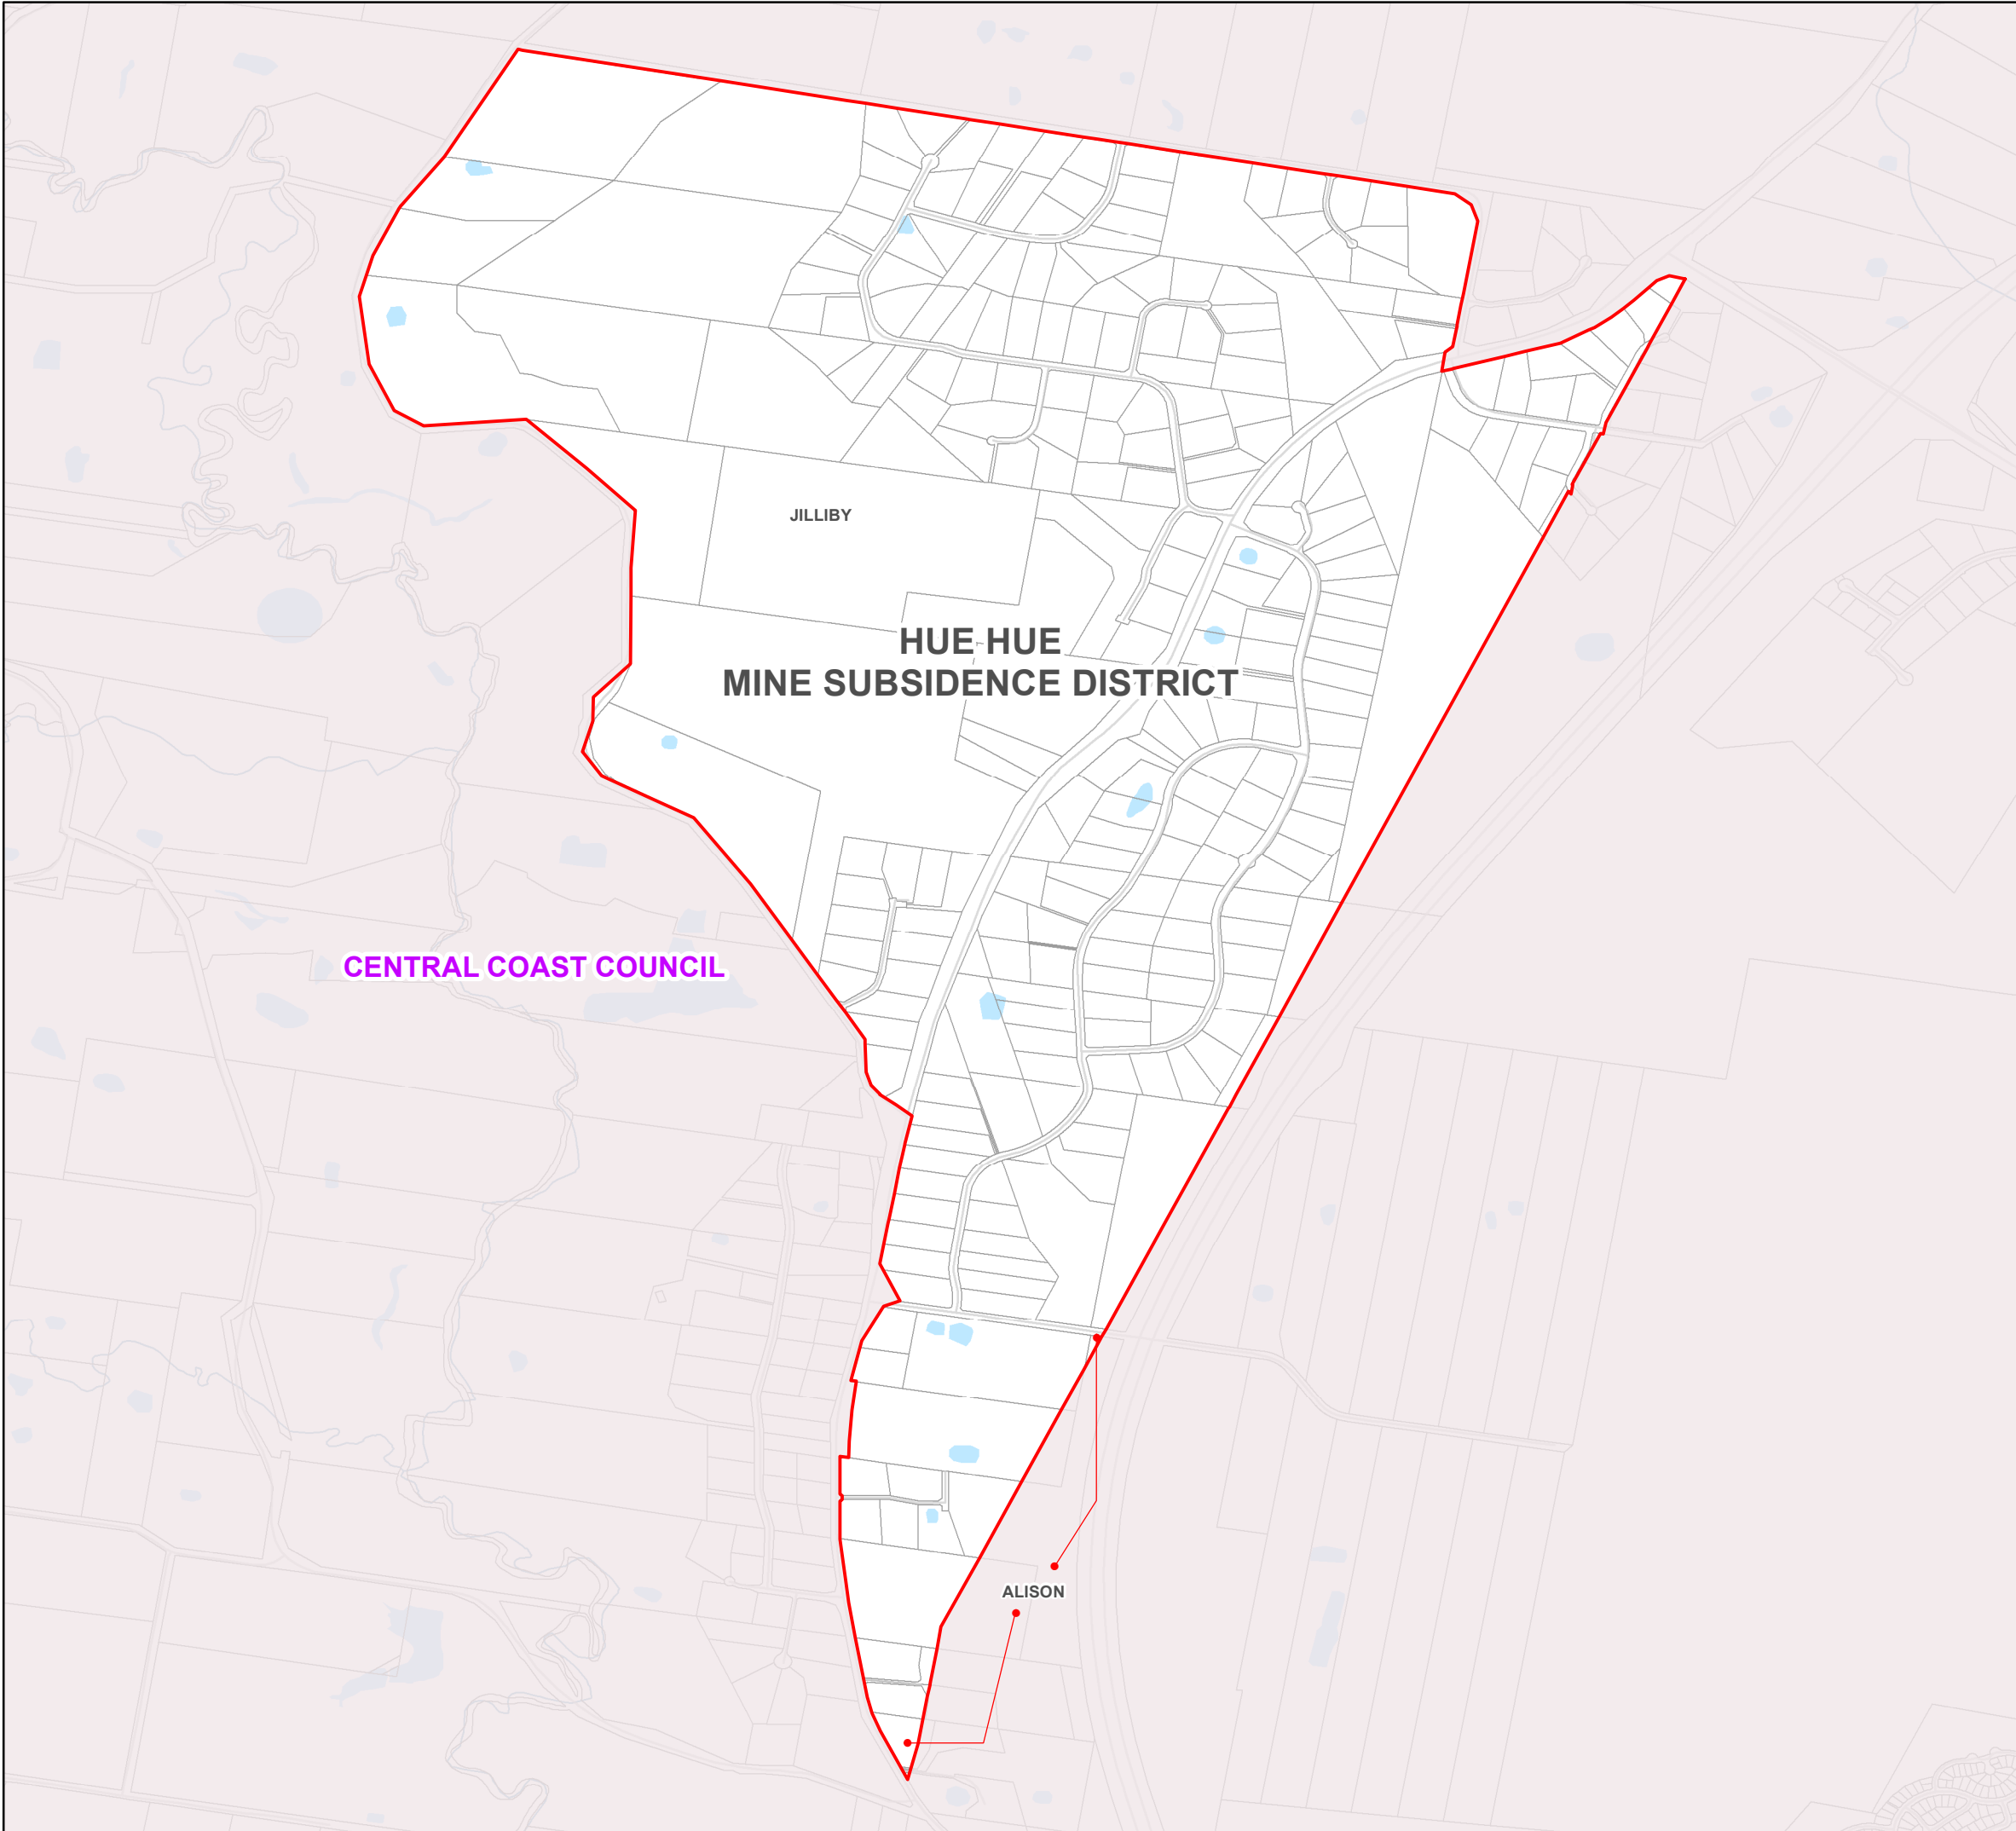 JILLIBY
HUE HUE
MINE SUBSIDENCE DISTRICT
CENTRAL COAST COUNCIL
ALISON